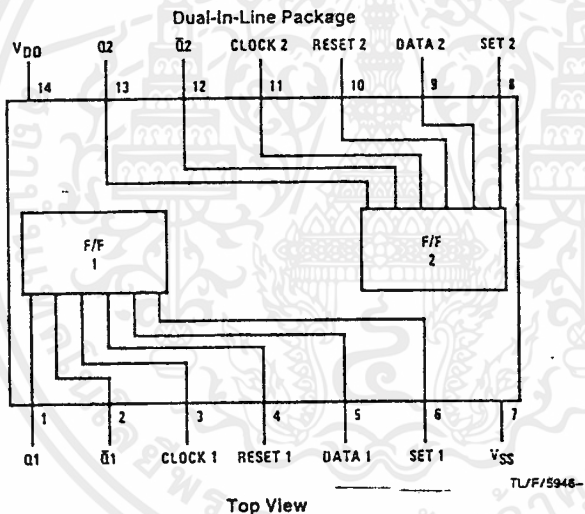 Dual-In-Line Package
VDD Q2 Q̄2 CLOCK 2 RESET 2 DATA 2 SET 2
14 13 12 11 10 9 8
F/F 1
F/F 2
1 2 3 4 5 6 7
Q1 Q̄1 CLOCK 1 RESET 1 DATA 1 SET 1 VSS
TL/F/5946-
Top View